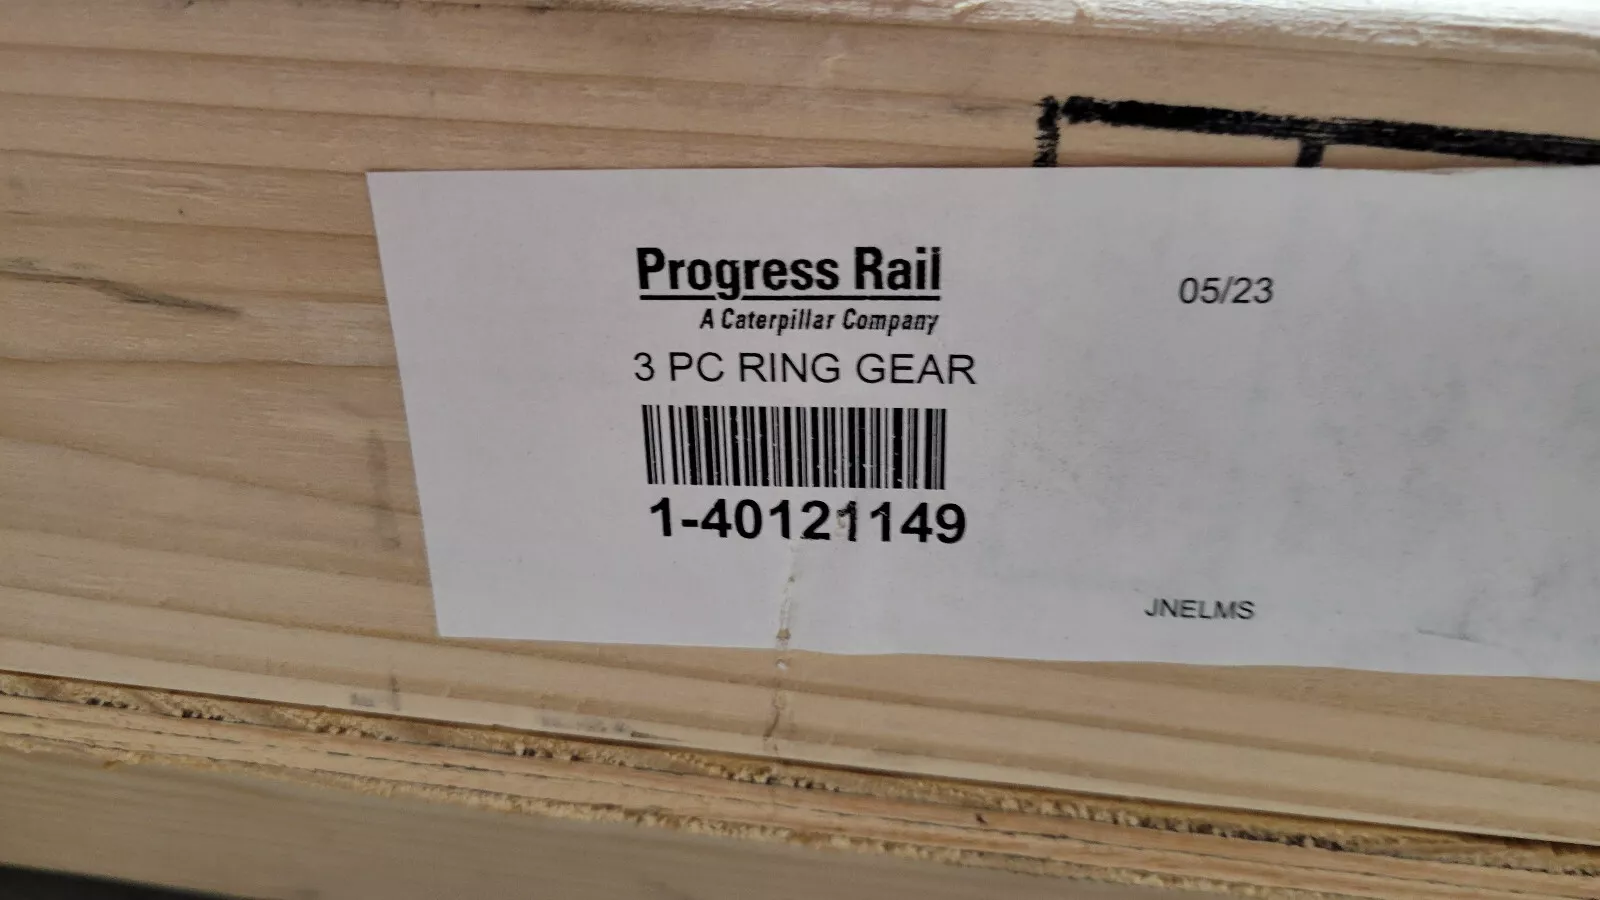 Progress Rail
A Caterpillar Company
05/23
3 PC RING GEAR
1-40121149
JNELMS